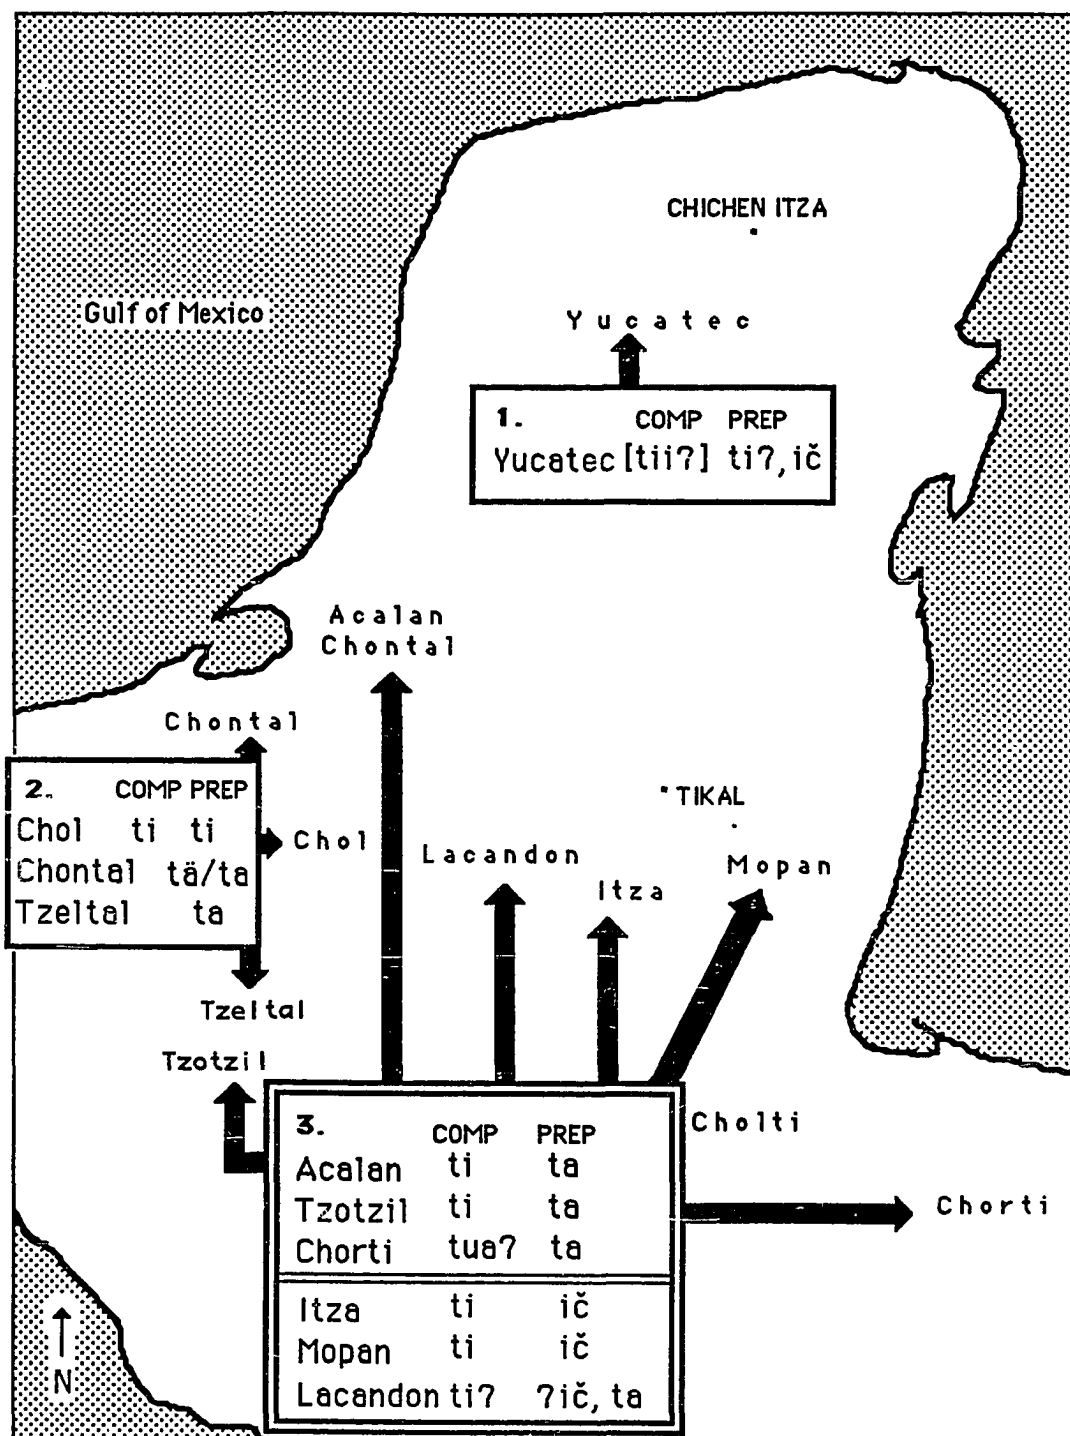 CHICHEN ITZA
Gulf of Mexico
Yucatec
1. COMP PREP
Yucatec [tii?] ti?, ič
Acalan
Chontal
Chontal
2. COMP PREP
Chol ti ti
Chontal tä/ta
Tzeltal ta
Chol
TIKAL
Lacandon
Itza
Mopan
Tzeltal
Tzotzil
Cholti
Chorti
3. COMP PREP
Acalan ti ta
Tzotzil ti ta
Chorti tua? ta
Itza ti ič
Mopan ti ič
Lacandon ti? ?ič, ta
N